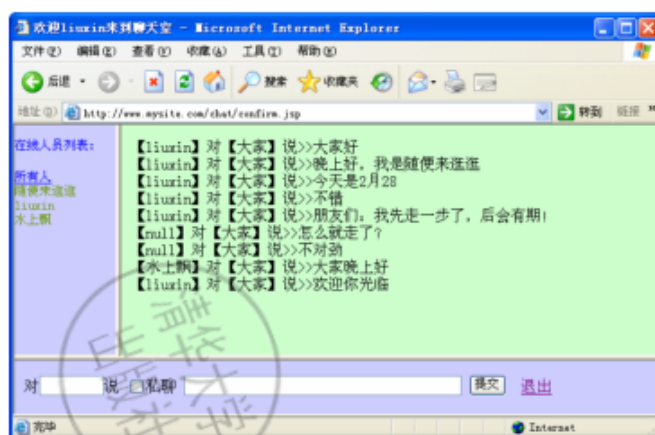 欢迎liuxin来到聊天室 - Microsoft Internet Explorer
文件(F) 编辑(E) 查看(V) 收藏(A) 工具(T) 帮助(H)
后退 搜索 收藏夹
地址(D) http://www.mysite.com/chat/confirm.jsp 转到 链接 »
在线人员列表:
所有人
随便来逛逛
liuxin
水上飘
【liuxin】对【大家】说>>大家好
【liuxin】对【大家】说>>晚上好，我是随便来逛逛
【liuxin】对【大家】说>>今天是2月28
【liuxin】对【大家】说>>不错
【liuxin】对【大家】说>>朋友们，我先走一步了，后会有期!
【null】对【大家】说>>怎么就走了?
【null】对【大家】说>>不对劲
【水上飘】对【大家】说>>大家晚上好
【liuxin】对【大家】说>>欢迎你光临
对 说 私聊 提交 退出
完毕 Internet
清华大学
出版社